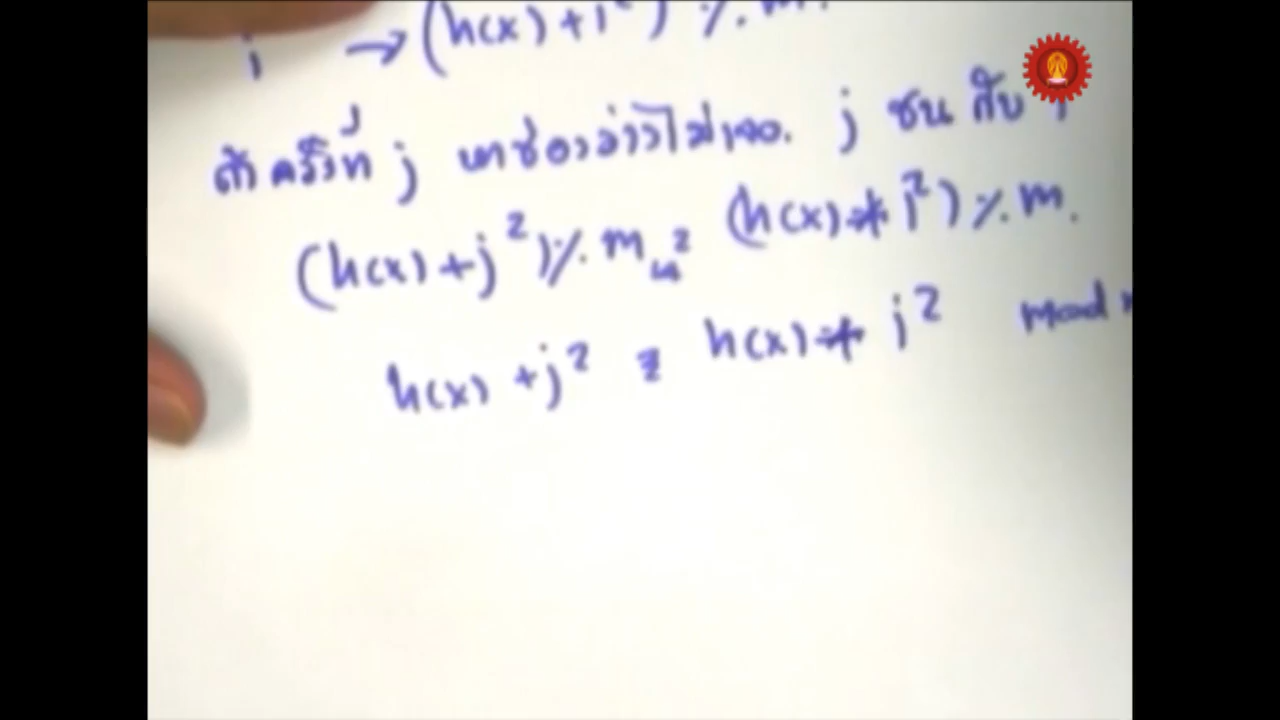 i → (h(x) + i²) % m.
ถ้าครั้งที่ j หาช่องว่างไม่เจอ. j ชนกับ i
(h(x) + j²) % m = (h(x) + i²) % m.
h(x) + j² = h(x) + j² mod